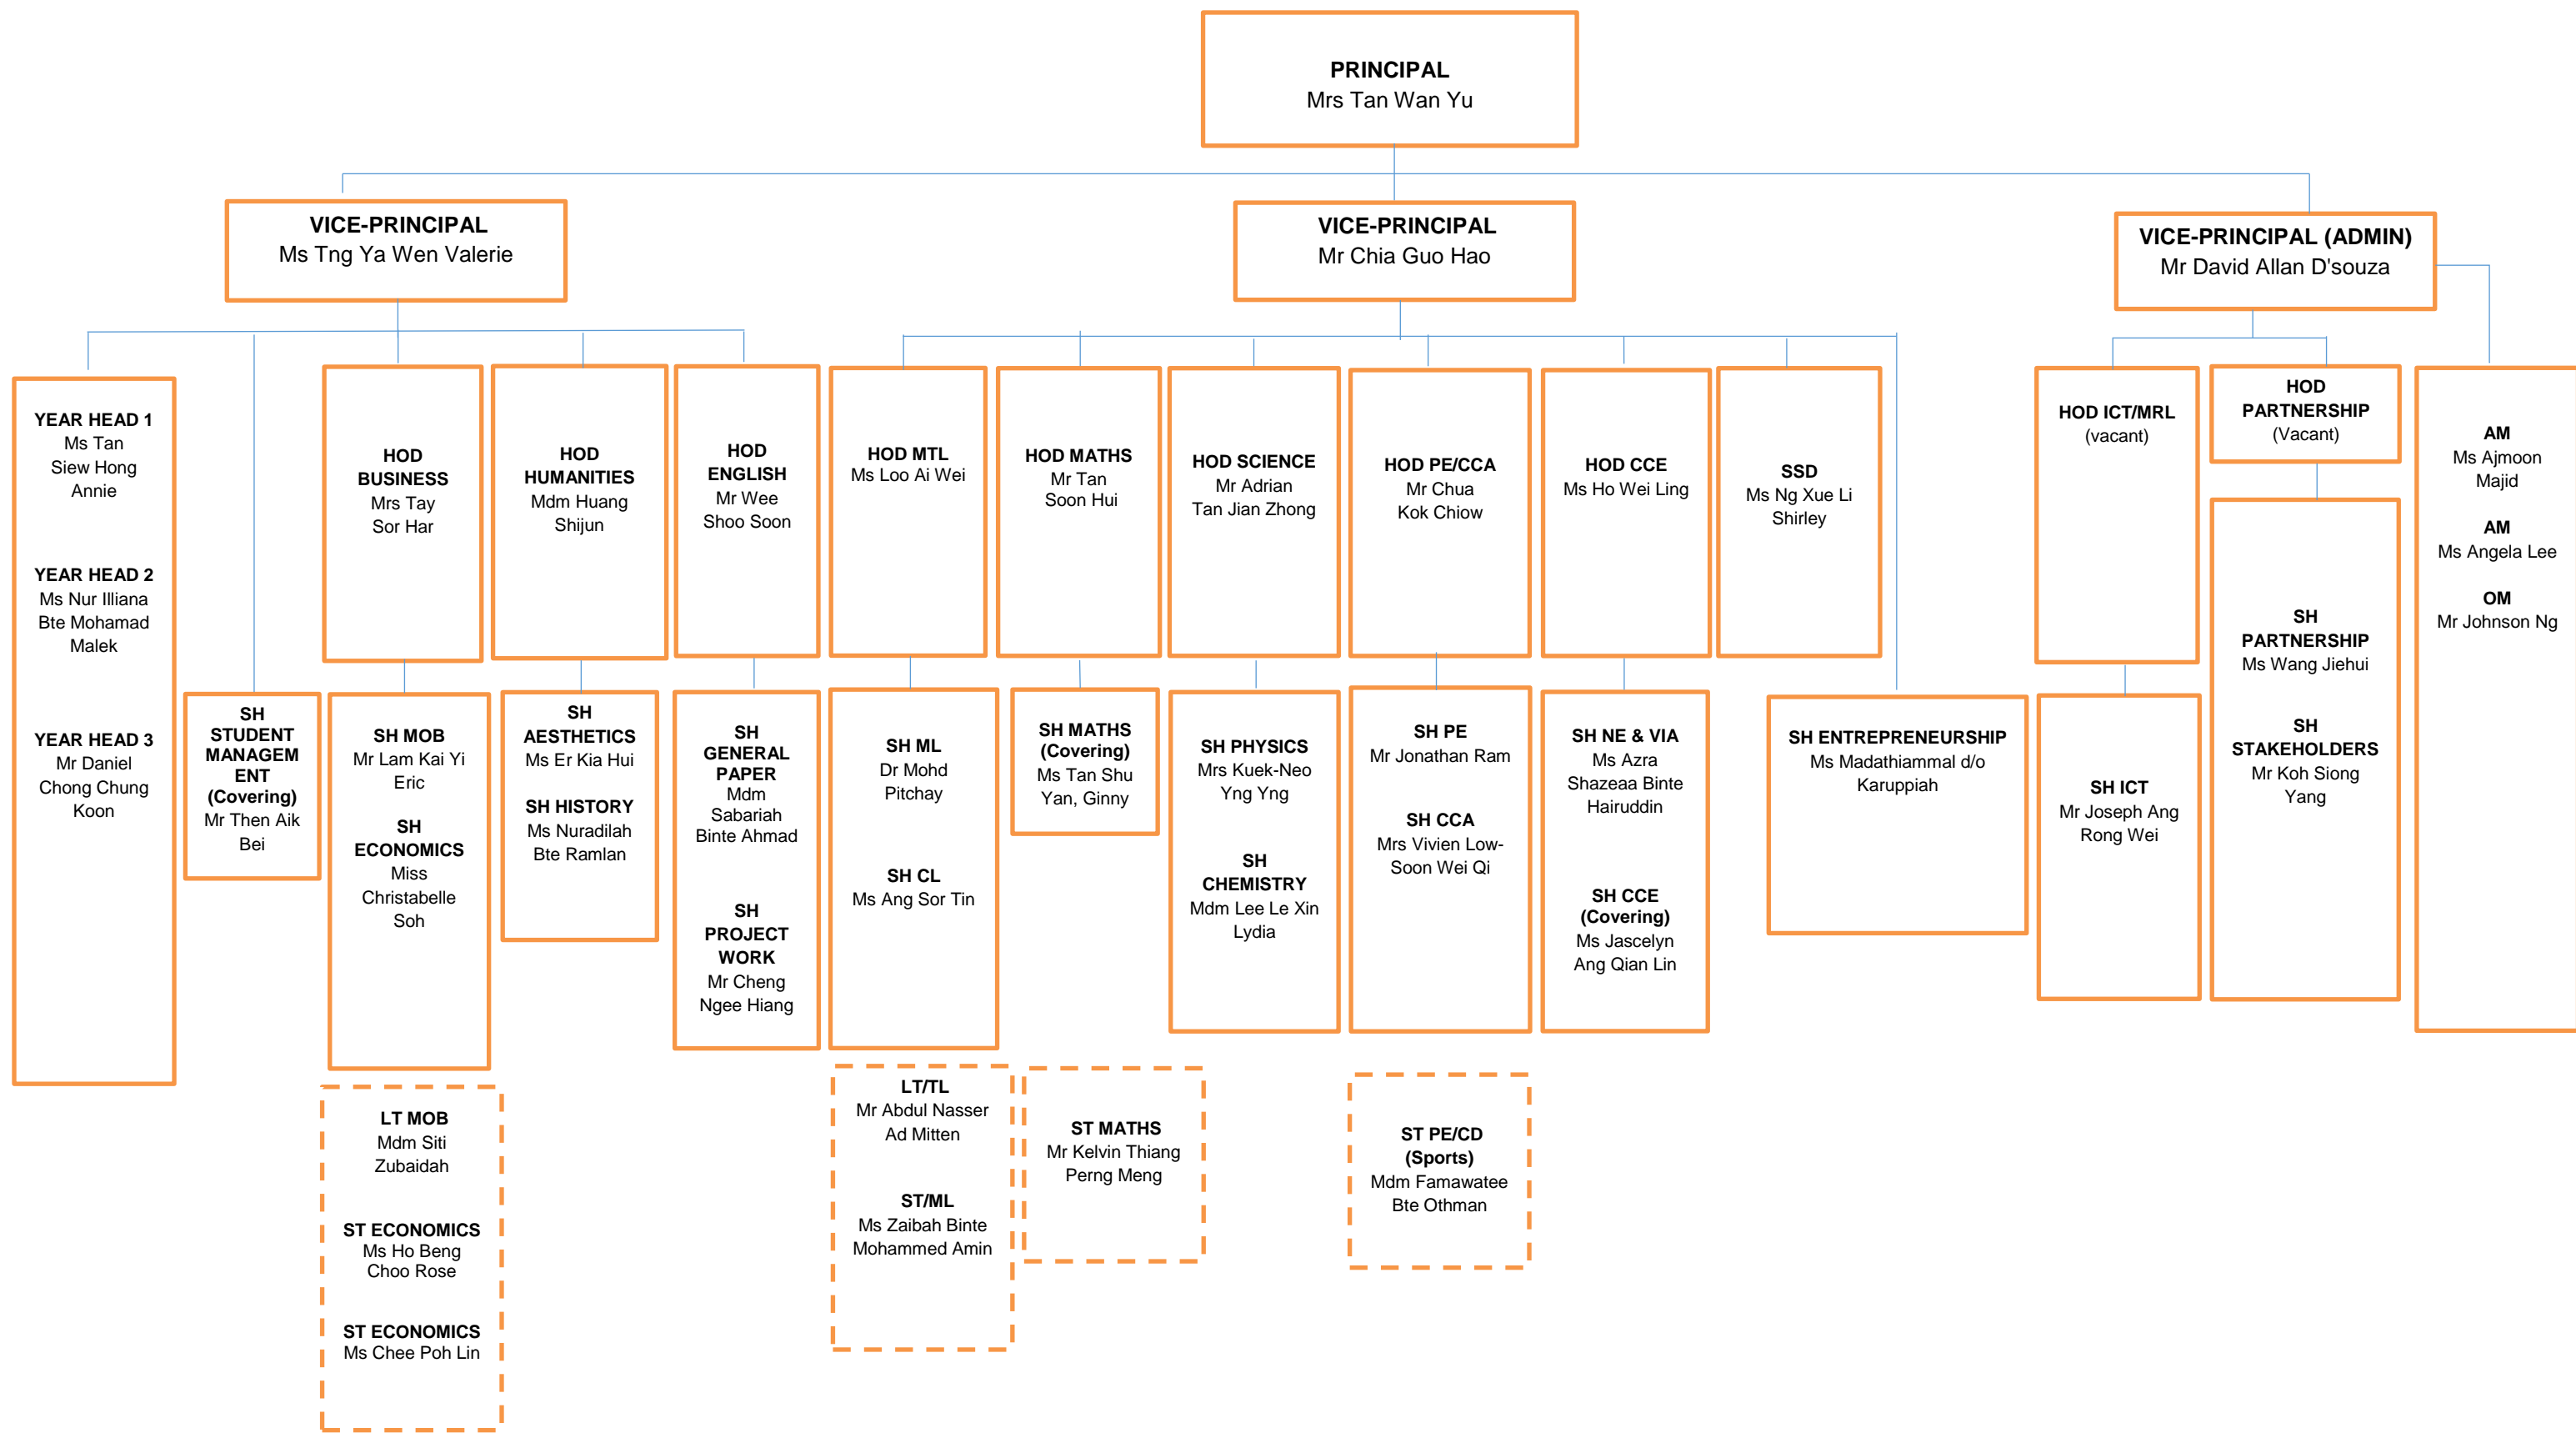 PRINCIPAL
Mrs Tan Wan Yu
VICE-PRINCIPAL
Ms Tng Ya Wen Valerie
VICE-PRINCIPAL
Mr Chia Guo Hao
VICE-PRINCIPAL (ADMIN)
Mr David Allan D'souza
YEAR HEAD 1
Ms Tan
Siew Hong
Annie
YEAR HEAD 2
Ms Nur Illiana
Bte Mohamad
Malek
YEAR HEAD 3
Mr Daniel
Chong Chung
Koon
SH
STUDENT
MANAGEM
ENT
(Covering)
Mr Then Aik
Bei
HOD
BUSINESS
Mrs Tay
Sor Har
SH MOB
Mr Lam Kai Yi
Eric
SH
ECONOMICS
Miss
Christabelle
Soh
LT MOB
Mdm Siti
Zubaidah
ST ECONOMICS
Ms Ho Beng
Choo Rose
ST ECONOMICS
Ms Chee Poh Lin
HOD
HUMANITIES
Mdm Huang
Shijun
SH
AESTHETICS
Ms Er Kia Hui
SH HISTORY
Ms Nuradilah
Bte Ramlan
HOD
ENGLISH
Mr Wee
Shoo Soon
SH
GENERAL
PAPER
Mdm
Sabariah
Binte Ahmad
SH
PROJECT
WORK
Mr Cheng
Ngee Hiang
HOD MTL
Ms Loo Ai Wei
SH ML
Dr Mohd
Pitchay
SH CL
Ms Ang Sor Tin
LT/TL
Mr Abdul Nasser
Ad Mitten
ST/ML
Ms Zaibah Binte
Mohammed Amin
HOD MATHS
Mr Tan
Soon Hui
SH MATHS
(Covering)
Ms Tan Shu
Yan, Ginny
ST MATHS
Mr Kelvin Thiang
Perng Meng
HOD SCIENCE
Mr Adrian
Tan Jian Zhong
SH PHYSICS
Mrs Kuek-Neo
Yng Yng
SH
CHEMISTRY
Mdm Lee Le Xin
Lydia
HOD PE/CCA
Mr Chua
Kok Chiow
SH PE
Mr Jonathan Ram
SH CCA
Mrs Vivien Low-
Soon Wei Qi
ST PE/CD
(Sports)
Mdm Famawatee
Bte Othman
HOD CCE
Ms Ho Wei Ling
SH NE & VIA
Ms Azra
Shazeaa Binte
Hairuddin
SH CCE
(Covering)
Ms Jascelyn
Ang Qian Lin
SSD
Ms Ng Xue Li
Shirley
SH ENTREPRENEURSHIP
Ms Madathiammal d/o
Karuppiah
HOD ICT/MRL
(vacant)
SH ICT
Mr Joseph Ang
Rong Wei
HOD
PARTNERSHIP
(Vacant)
SH
PARTNERSHIP
Ms Wang Jiehui
SH
STAKEHOLDERS
Mr Koh Siong
Yang
AM
Ms Ajmoon
Majid
AM
Ms Angela Lee
OM
Mr Johnson Ng